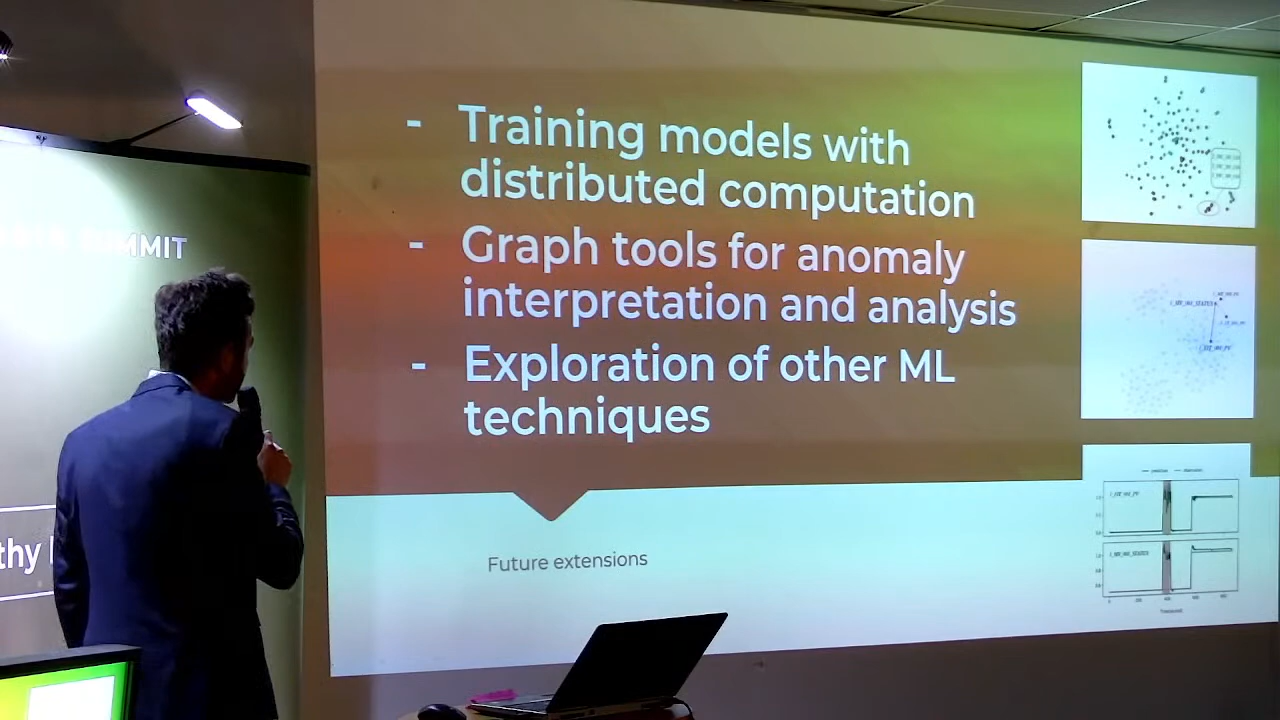 SUMMIT
thy
- Training models with
distributed computation
- Graph tools for anomaly
interpretation and analysis
- Exploration of other ML
techniques
Future extensions